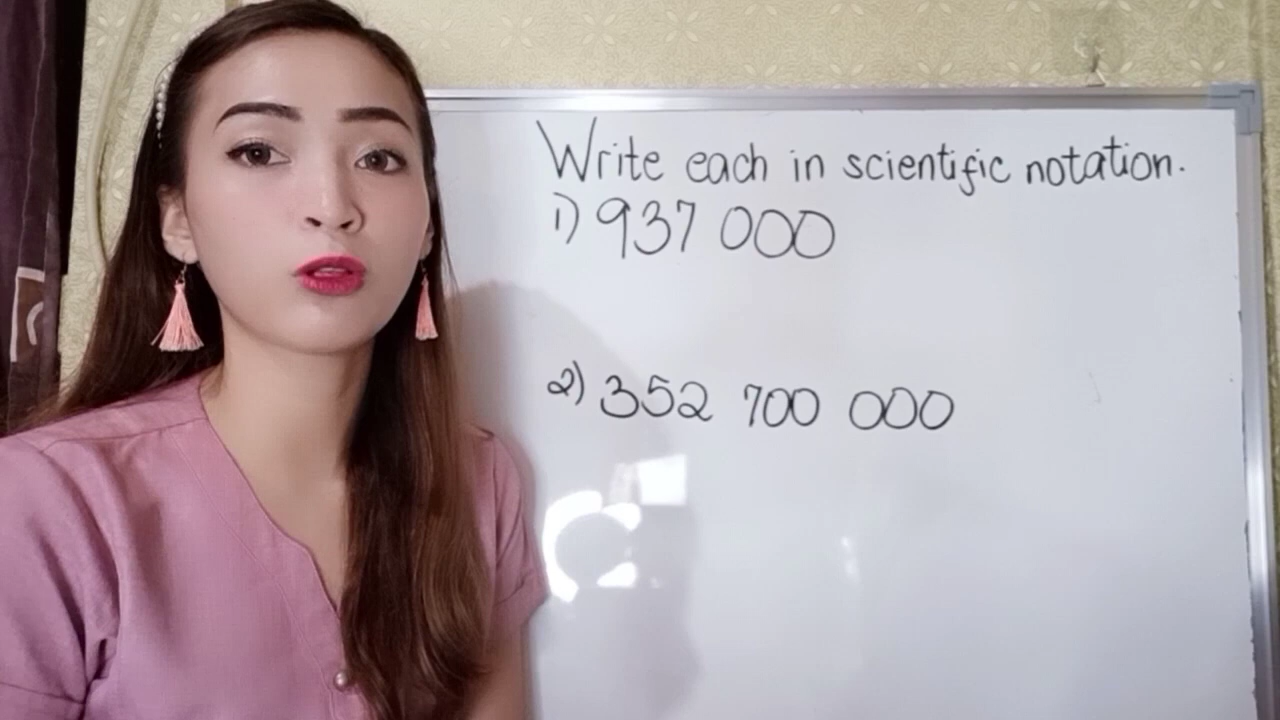 Write each in scientific notation.
1) 937 000
2) 352 700 000